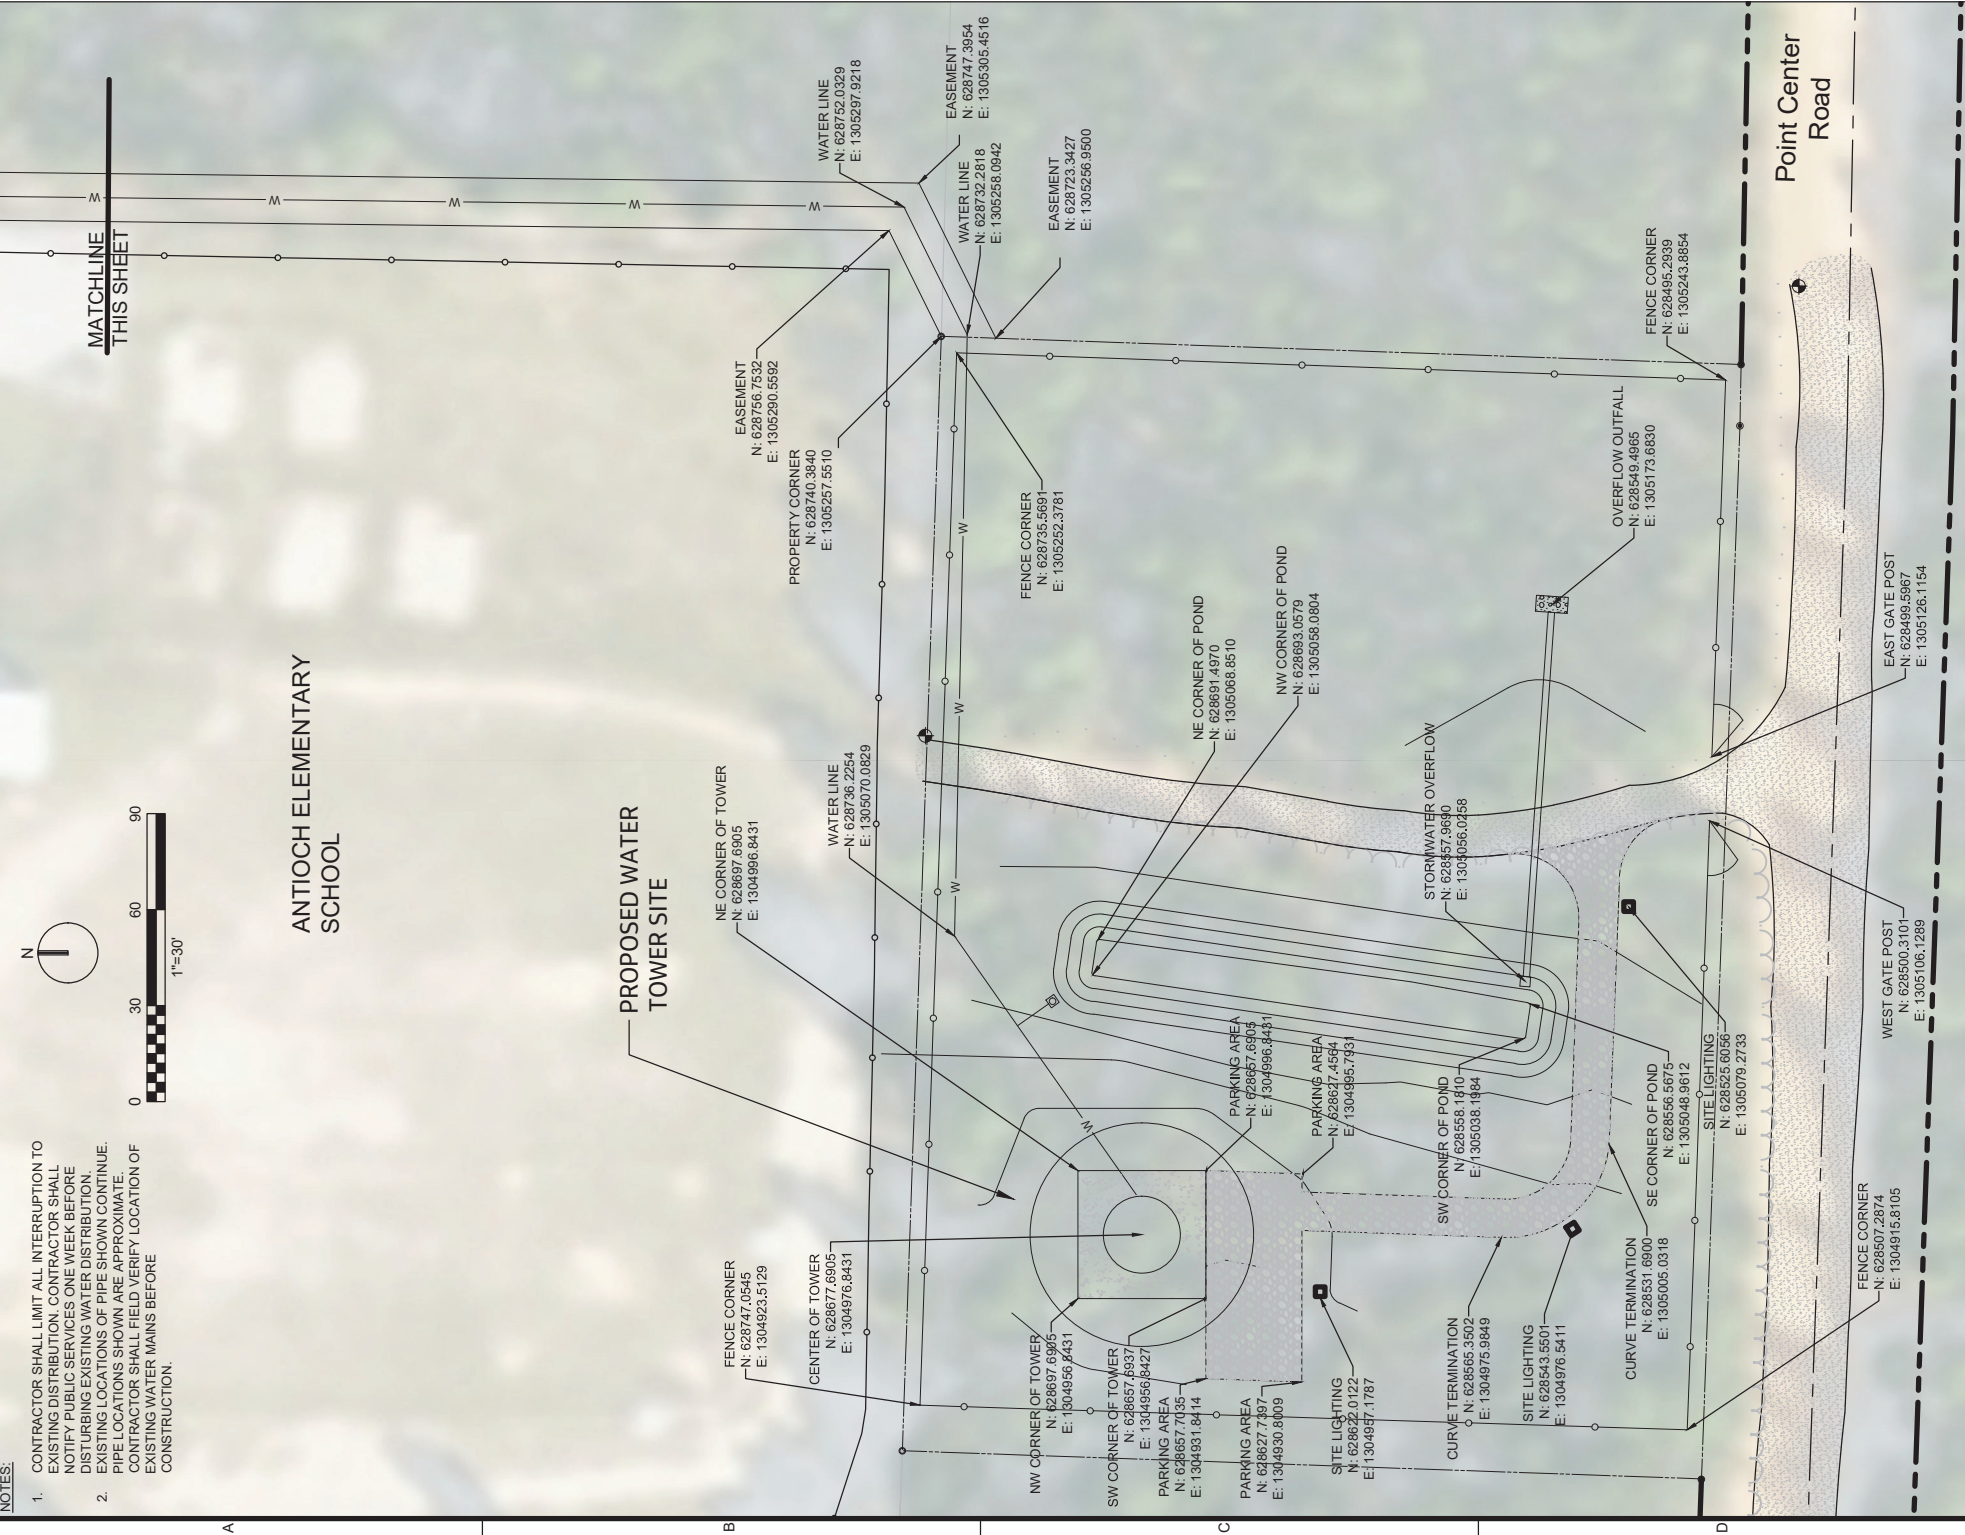 NOTES:
1. CONTRACTOR SHALL LIMIT ALL INTERRUPTION TO
EXISTING DISTRIBUTION. CONTRACTOR SHALL
NOTIFY PUBLIC SERVICES ONE WEEK BEFORE
DISTURBING EXISTING WATER DISTRIBUTION.
2. EXISTING LOCATIONS OF PIPE SHOWN CONTINUE.
PIPE LOCATIONS SHOWN ARE APPROXIMATE.
CONTRACTOR SHALL FIELD VERIFY LOCATION OF
EXISTING WATER MAINS BEFORE
CONSTRUCTION.
N
0 30 60 90
1"=30'
MATCHLINE
THIS SHEET
W
W
W
W
W
ANTIOCH ELEMENTARY
SCHOOL
PROPOSED WATER
TOWER SITE
WATER LINE
N: 628752.0329
E: 1305297.9218
EASEMENT
N: 628747.3954
E: 1305305.4516
WATER LINE
N: 628732.2818
E: 1305258.0942
EASEMENT
N: 628723.3427
E: 1305256.9500
EASEMENT
N: 628756.7532
E: 1305290.5592
PROPERTY CORNER
N: 628740.3840
E: 1305257.5510
FENCE CORNER
N: 628735.5691
E: 1305252.3781
NE CORNER OF TOWER
N: 628697.6905
E: 1304996.8431
WATER LINE
N: 628736.2254
E: 1305070.0829
W
W
W
W
NE CORNER OF POND
N: 628691.4970
E: 1305068.8510
NW CORNER OF POND
N: 628693.0579
E: 1305058.0804
STORMWATER OVERFLOW
N: 628557.9690
E: 1305056.0258
OVERFLOW OUTFALL
N: 628549.4965
E: 1305173.6830
FENCE CORNER
N: 628495.2939
E: 1305243.8854
Point Center
Road
EAST GATE POST
N: 628499.5967
E: 1305126.1154
WEST GATE POST
N: 628500.3101
E: 1305106.1289
FENCE CORNER
N: 628747.0545
E: 1304923.5129
CENTER OF TOWER
N: 628677.6905
E: 1304976.8431
NW CORNER OF TOWER
N: 628697.6905
E: 1304956.8431
SW CORNER OF TOWER
N: 628657.6937
E: 1304956.8427
PARKING AREA
N: 628657.7035
E: 1304931.8414
PARKING AREA
N: 628627.7397
E: 1304930.8009
PARKING AREA
N: 628657.6905
E: 1304996.8431
PARKING AREA
N: 628627.4564
E: 1304995.7931
SITE LIGHTING
N: 628622.0122
E: 1304957.1787
SW CORNER OF POND
N: 628558.1810
E: 1305038.1984
CURVE TERMINATION
N: 628565.3502
E: 1304975.9849
SITE LIGHTING
N: 628543.5501
E: 1304976.5411
CURVE TERMINATION
N: 628531.6900
E: 1305005.0318
SE CORNER OF POND
N: 628556.5675
E: 1305048.9612
SITE LIGHTING
N: 628525.6056
E: 1305079.2733
FENCE CORNER
N: 628507.2874
E: 1304915.8105
A
B
C
D